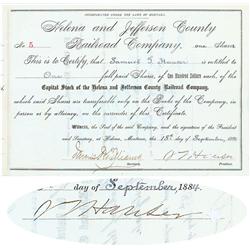 INCORPORATED UNDER THE LAWS OF MONTANA.
Helena and Jefferson County
Railroad Company,
No 5
one Share
This is to Certify, that Samuel T. Hauser is entitled
to One full paid Shares, of One Hundred Dollars each, of the
Capital Stock of the Helena and Jefferson County Railroad Company,
which said Shares are transferable only on the Books of the Company, in
person or by attorney, on the surrender of this Certificate.
Witness, the Seal of the said Company, and the signatures of the President
and Secretary, at Helena, Montana, this 15th day of September, 1884
S T Hauser
Secretary.
President.
day of September, 1884.
S T Hauser